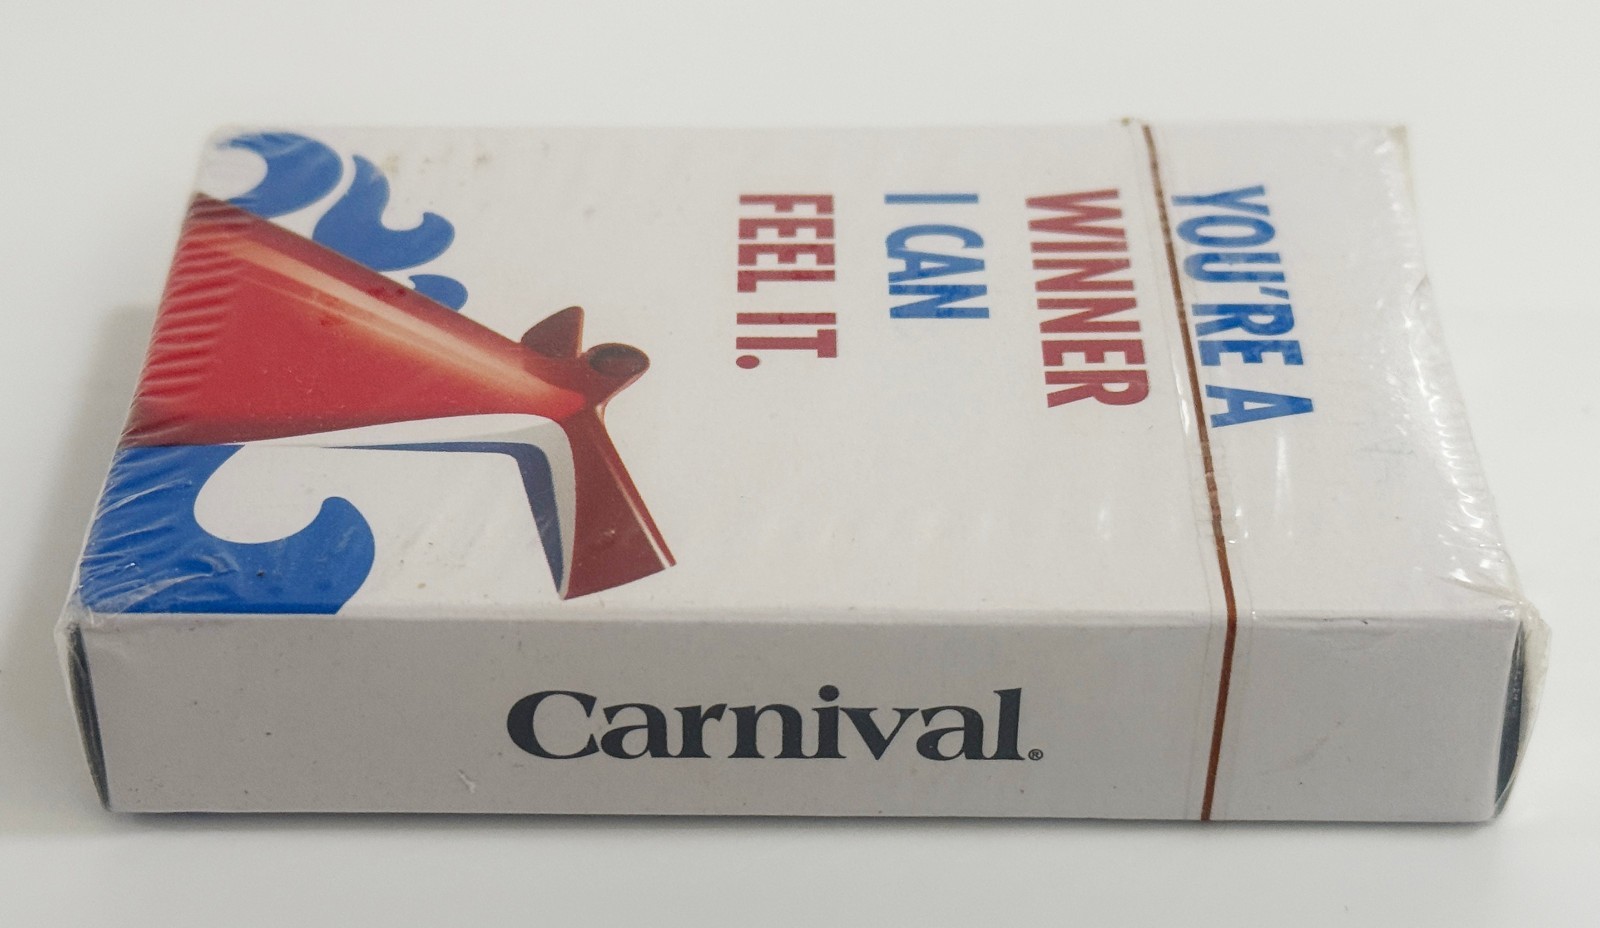 YOU'RE A
WINNER
I CAN
FEEL IT.
Carnival®